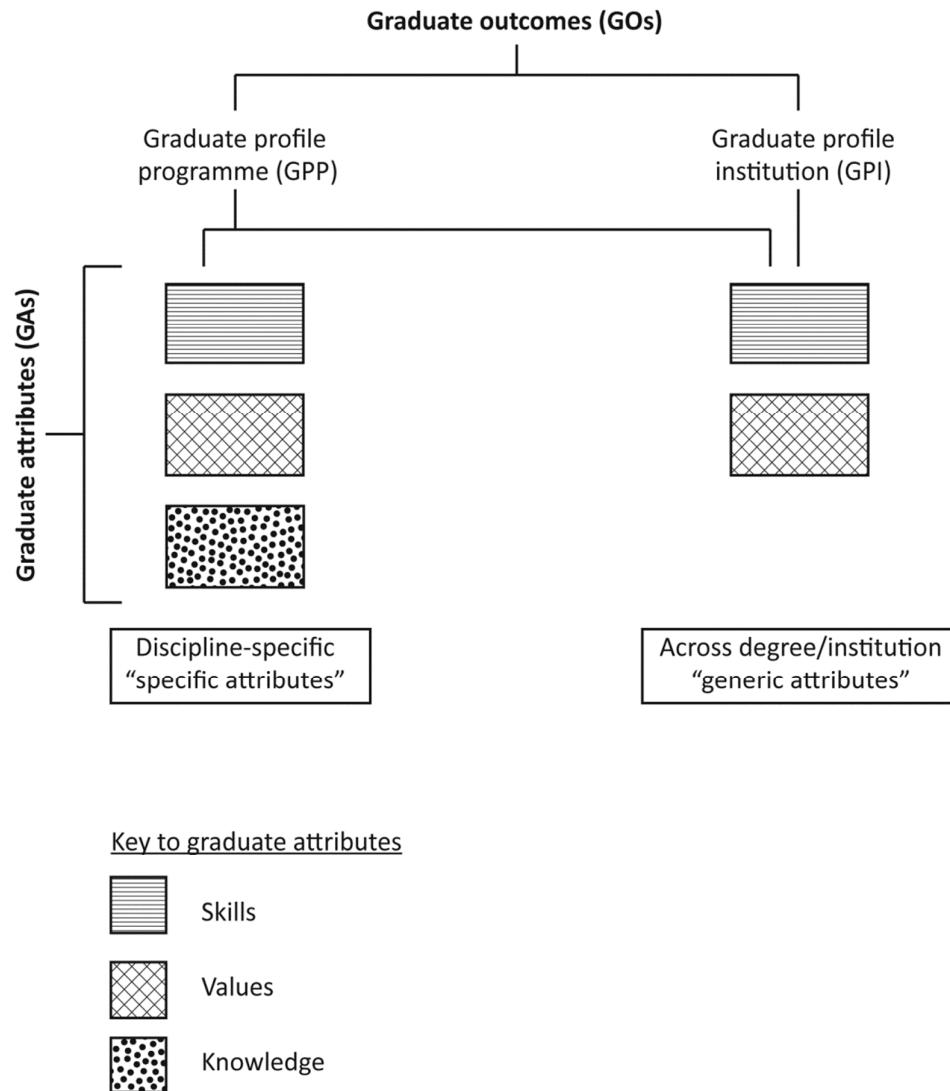 Graduate outcomes (GOs)
Graduate profile
programme (GPP)
Graduate profile
institution (GPI)
Graduate attributes (GAs)
Discipline-specific
“specific attributes”
Across degree/institution
“generic attributes”
Key to graduate attributes
Skills
Values
Knowledge